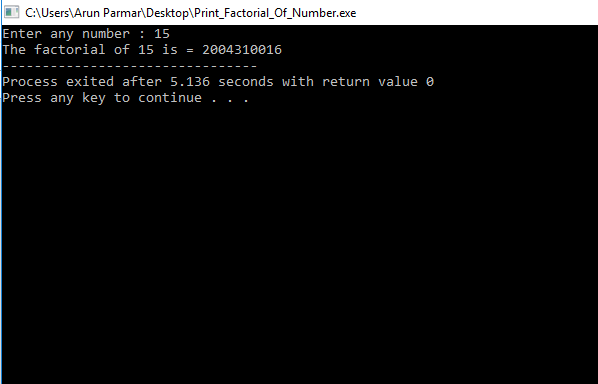 C:\Users\Arun Parmar\Desktop\Print_Factorial_Of_Number.exe
Enter any number : 15
The factorial of 15 is = 2004310016
--------------------------------
Process exited after 5.136 seconds with return value 0
Press any key to continue . . .